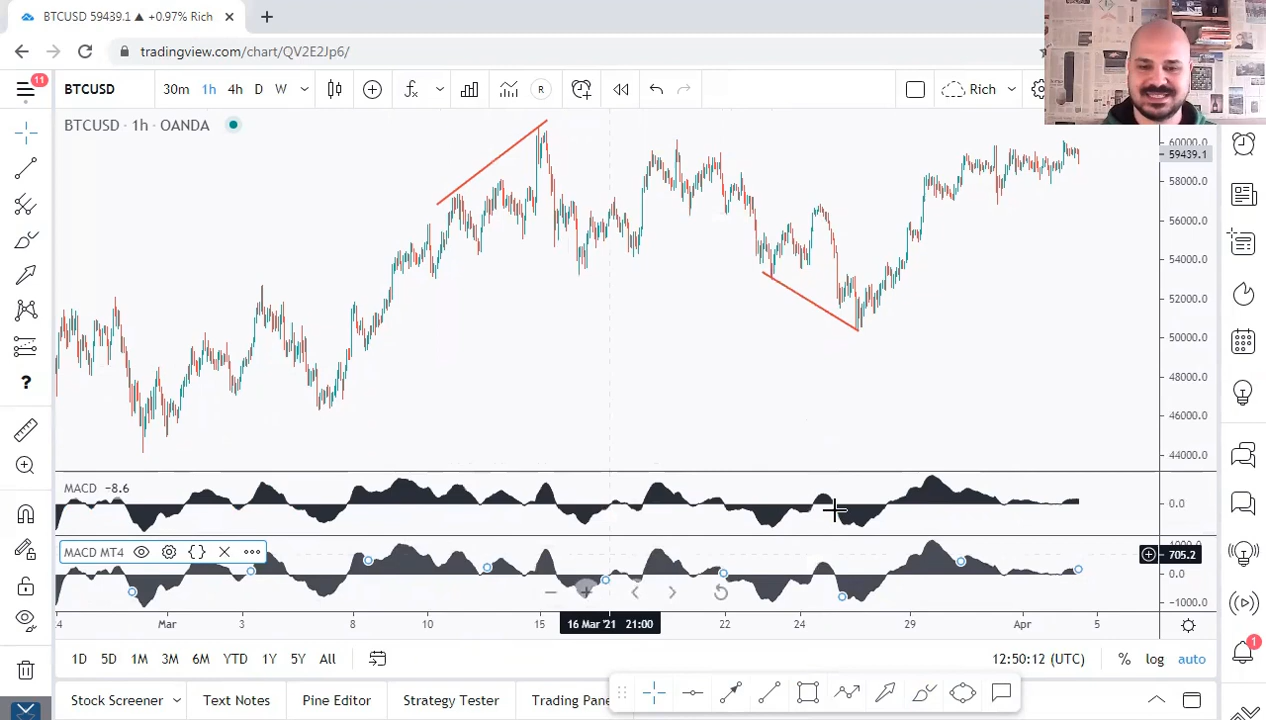 BTCUSD 59439.1 ▲ +0.97% Rich
tradingview.com/chart/QV2E2Jp6/
11
BTCUSD 30m 1h 4h D W R Rich
BTCUSD · 1h · OANDA
60000.0
59439.1
58000.0
56000.0
54000.0
52000.0
50000.0
48000.0
46000.0
44000.0
MACD -8.6
0.0
MACD MT4
1000.0
705.2
0.0
-1000.0
4 Mar 3 8 10 15 16 Mar '21 21:00 22 24 29 Apr 5
1D 5D 1M 3M 6M YTD 1Y 5Y All 12:50:12 (UTC) % log auto
1
Stock Screener Text Notes Pine Editor Strategy Tester Trading Pane